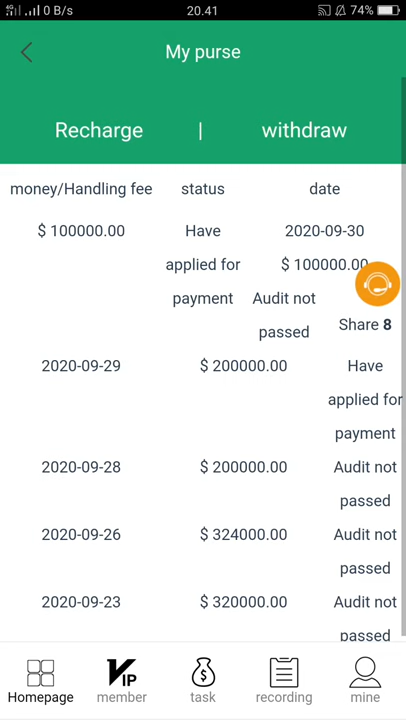 4G 0 B/s 20.41 74%
My purse
Recharge | withdraw
money/Handling fee status date
$ 100000.00 Have 2020-09-30
applied for $ 100000.00
payment Audit not
Share 8
passed
2020-09-29 $ 200000.00 Have
applied for
payment
2020-09-28 $ 200000.00 Audit not
passed
2020-09-26 $ 324000.00 Audit not
passed
2020-09-23 $ 320000.00 Audit not
passed
VIP
Homepage member task recording mine